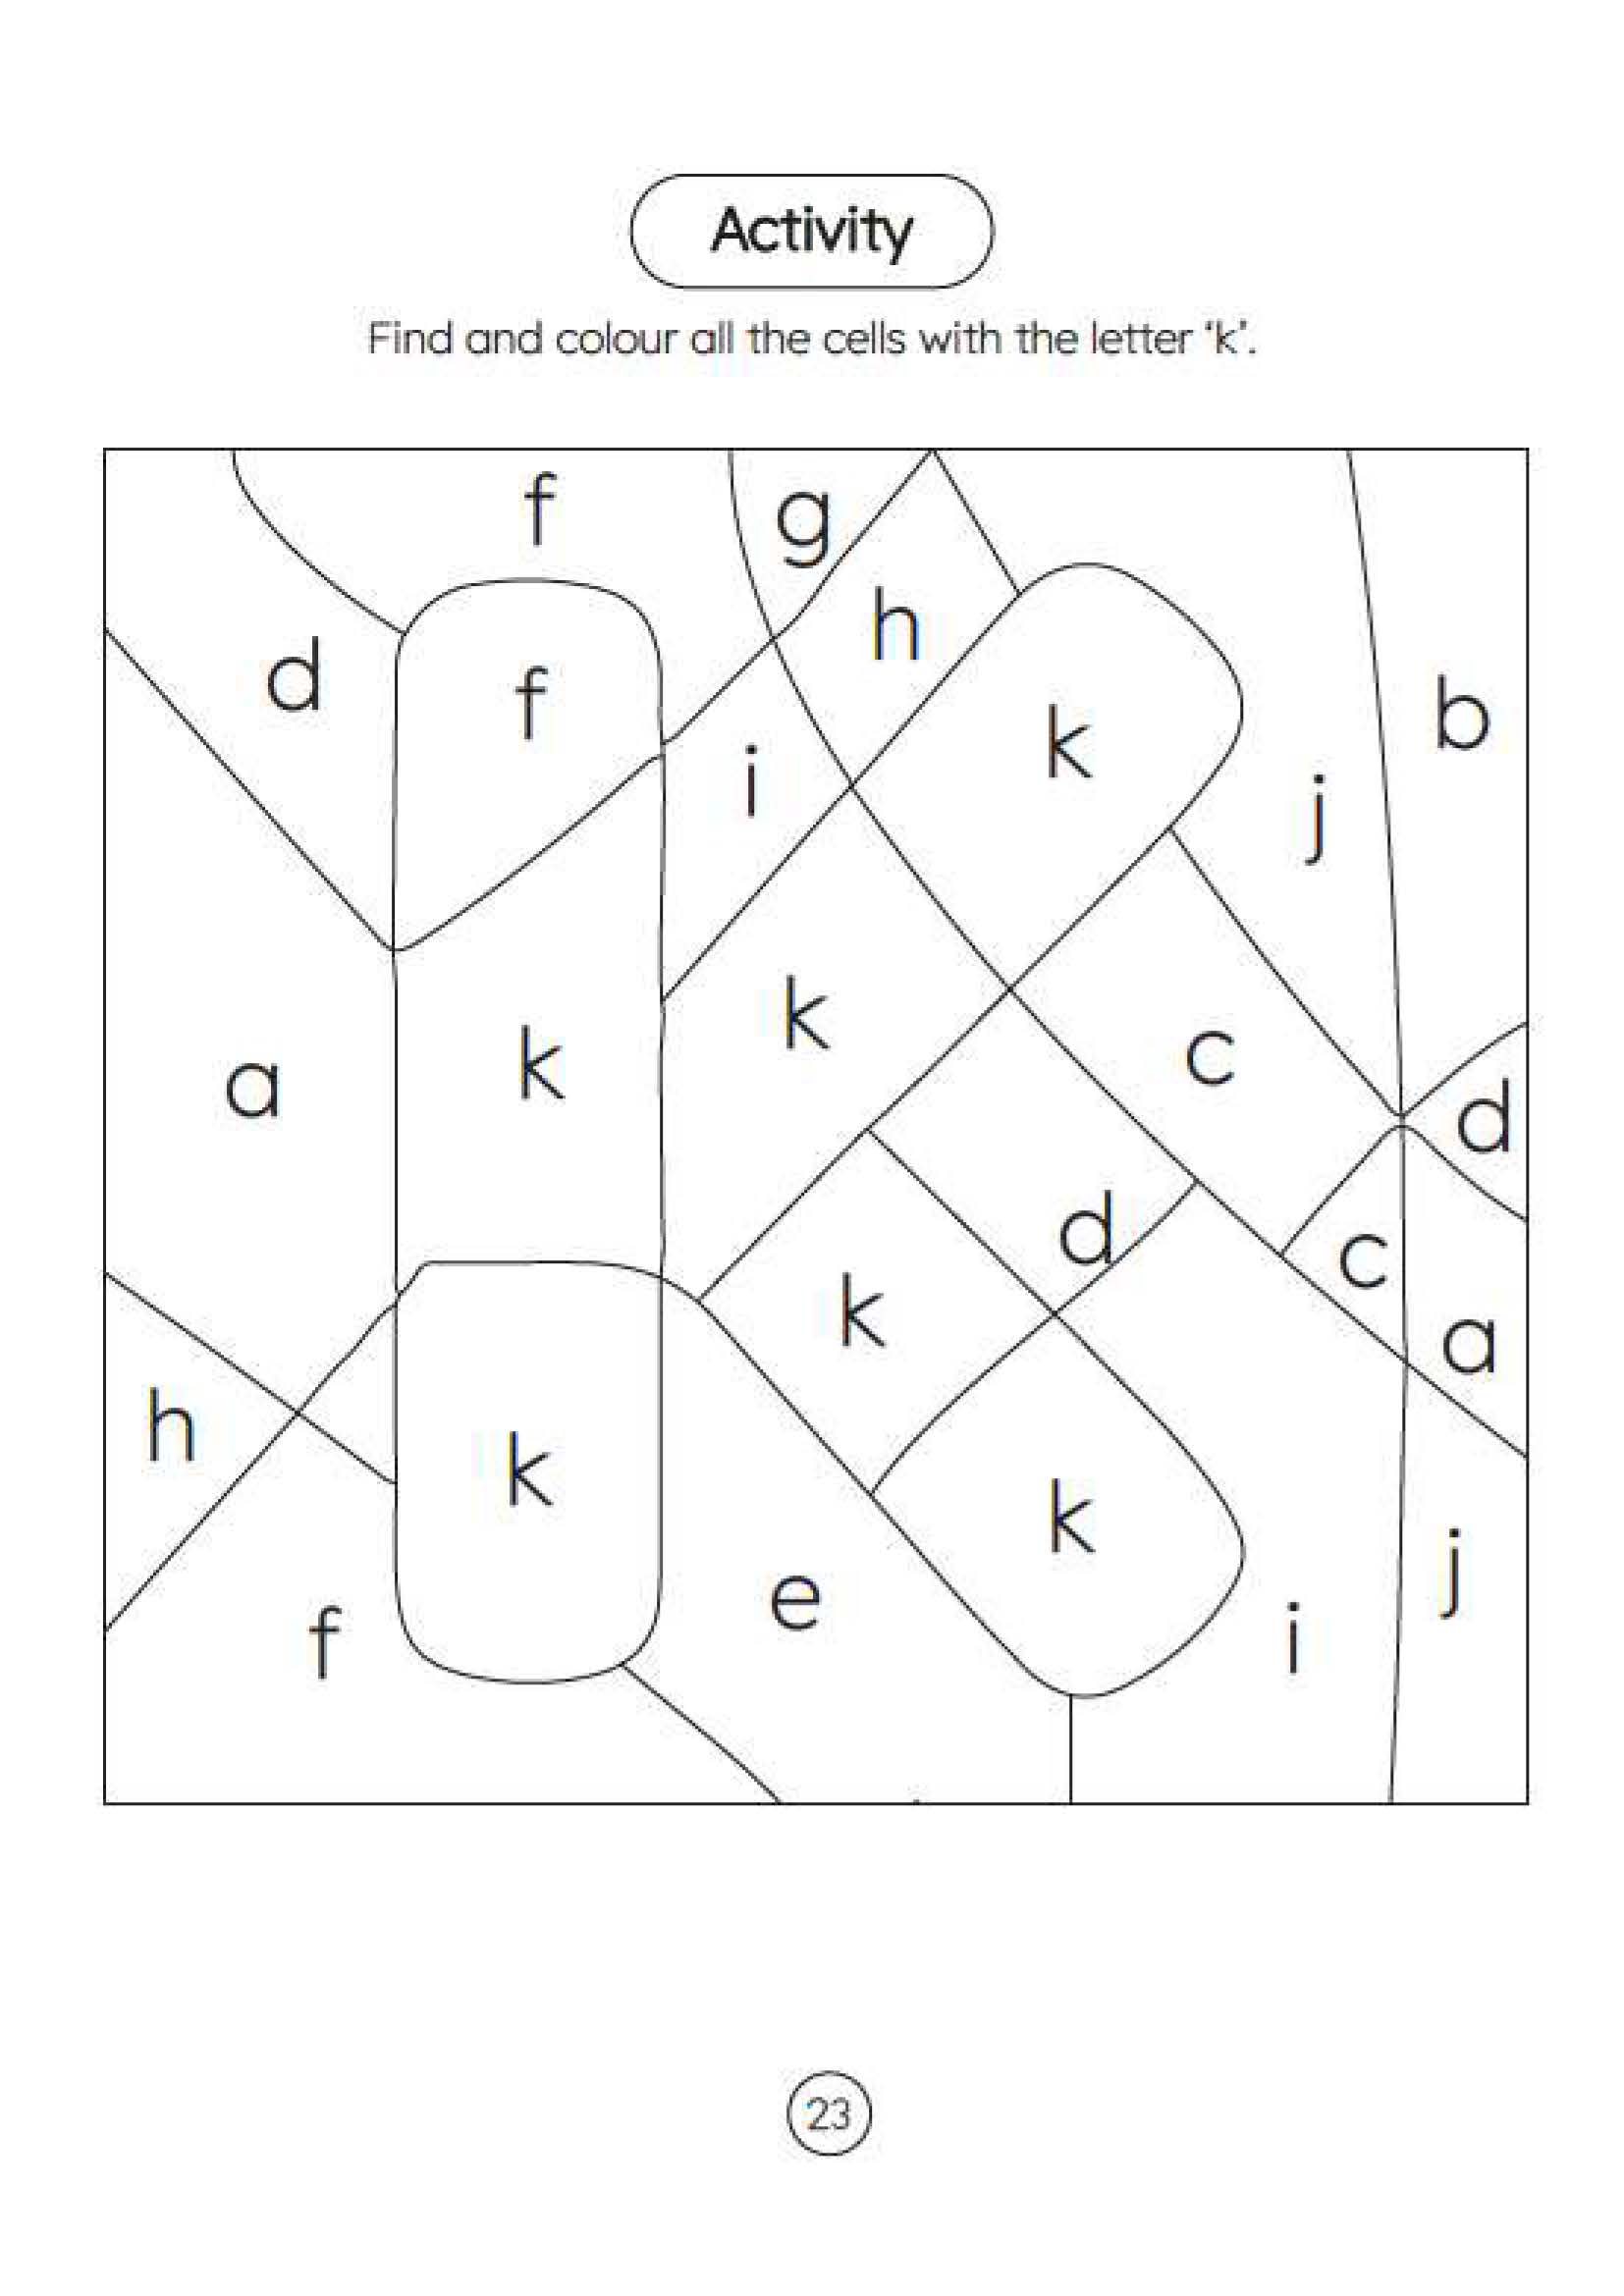 Activity
Find and colour all the cells with the letter ‘k’.
f
g
h
d
f
k
b
i
j
k
c
k
a
d
d
c
k
a
h
k
k
j
e
i
f
23